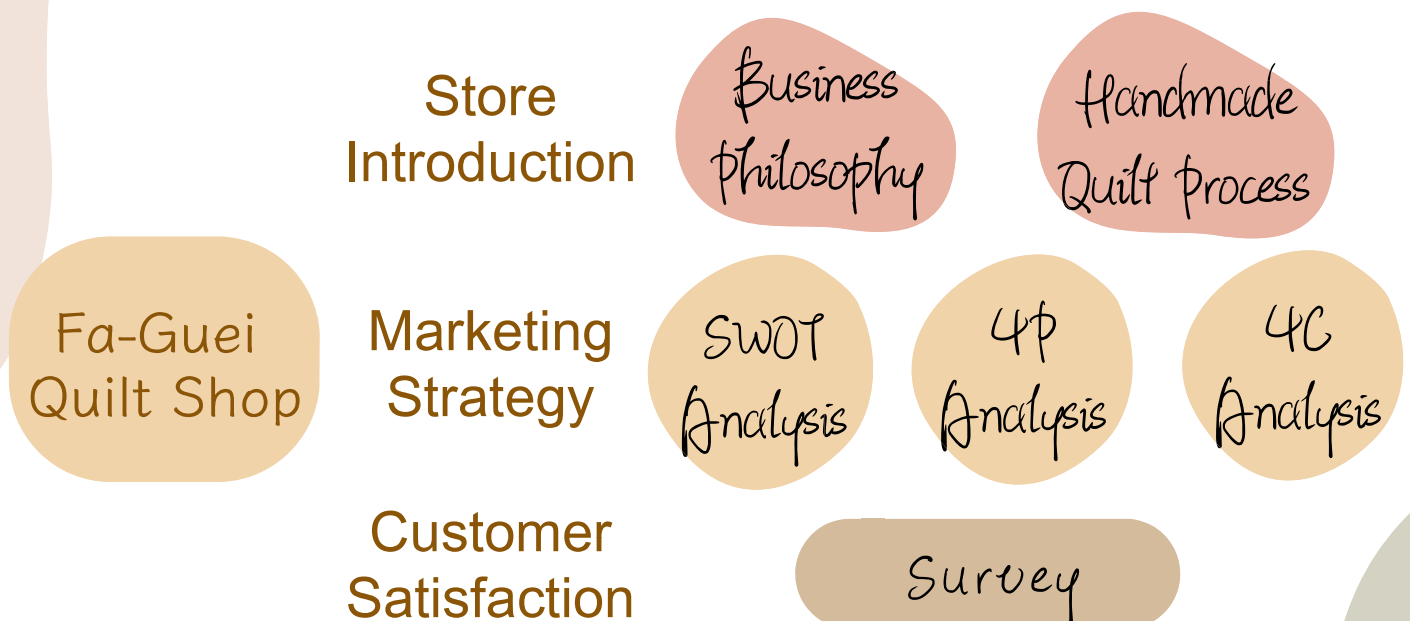 Store
Introduction
Business
Philosophy
Handmade
Quilt Process
Fa-Guei
Quilt Shop
Marketing
Strategy
SWOT
Analysis
4P
Analysis
4C
Analysis
Customer
Satisfaction
Survey